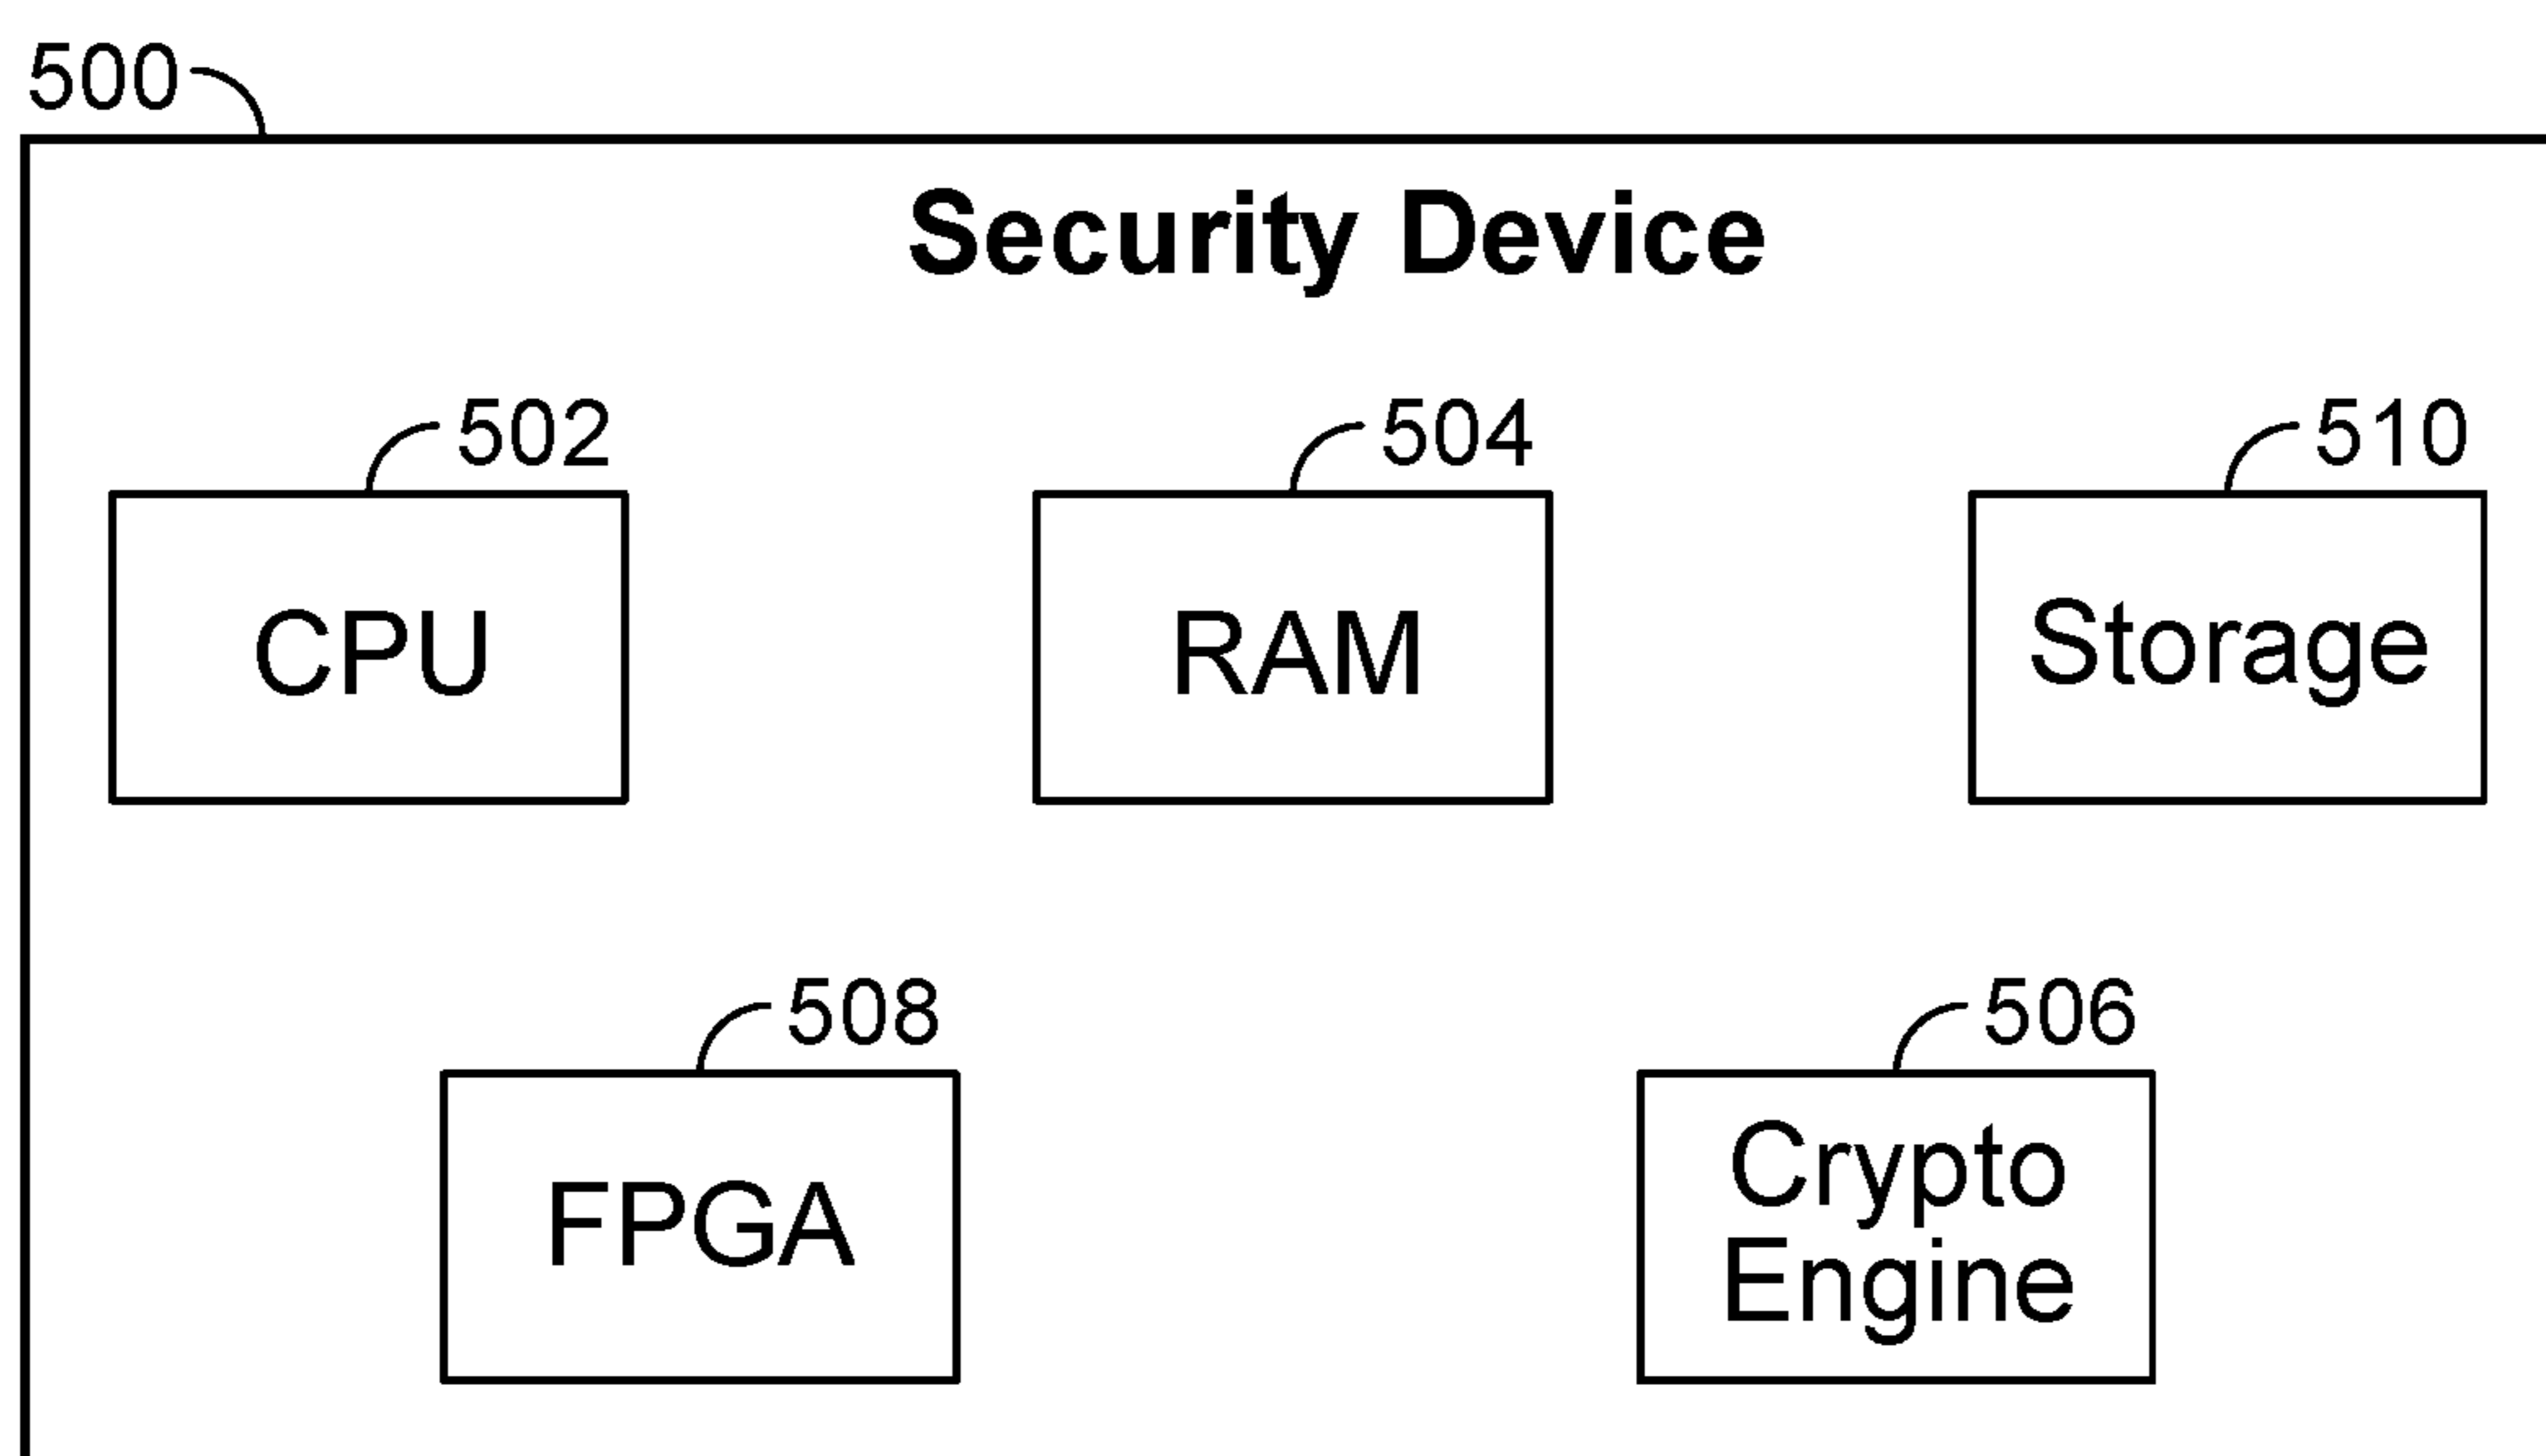 500
Security Device
502
504
510
CPU
RAM
Storage
508
506
FPGA
Crypto
Engine